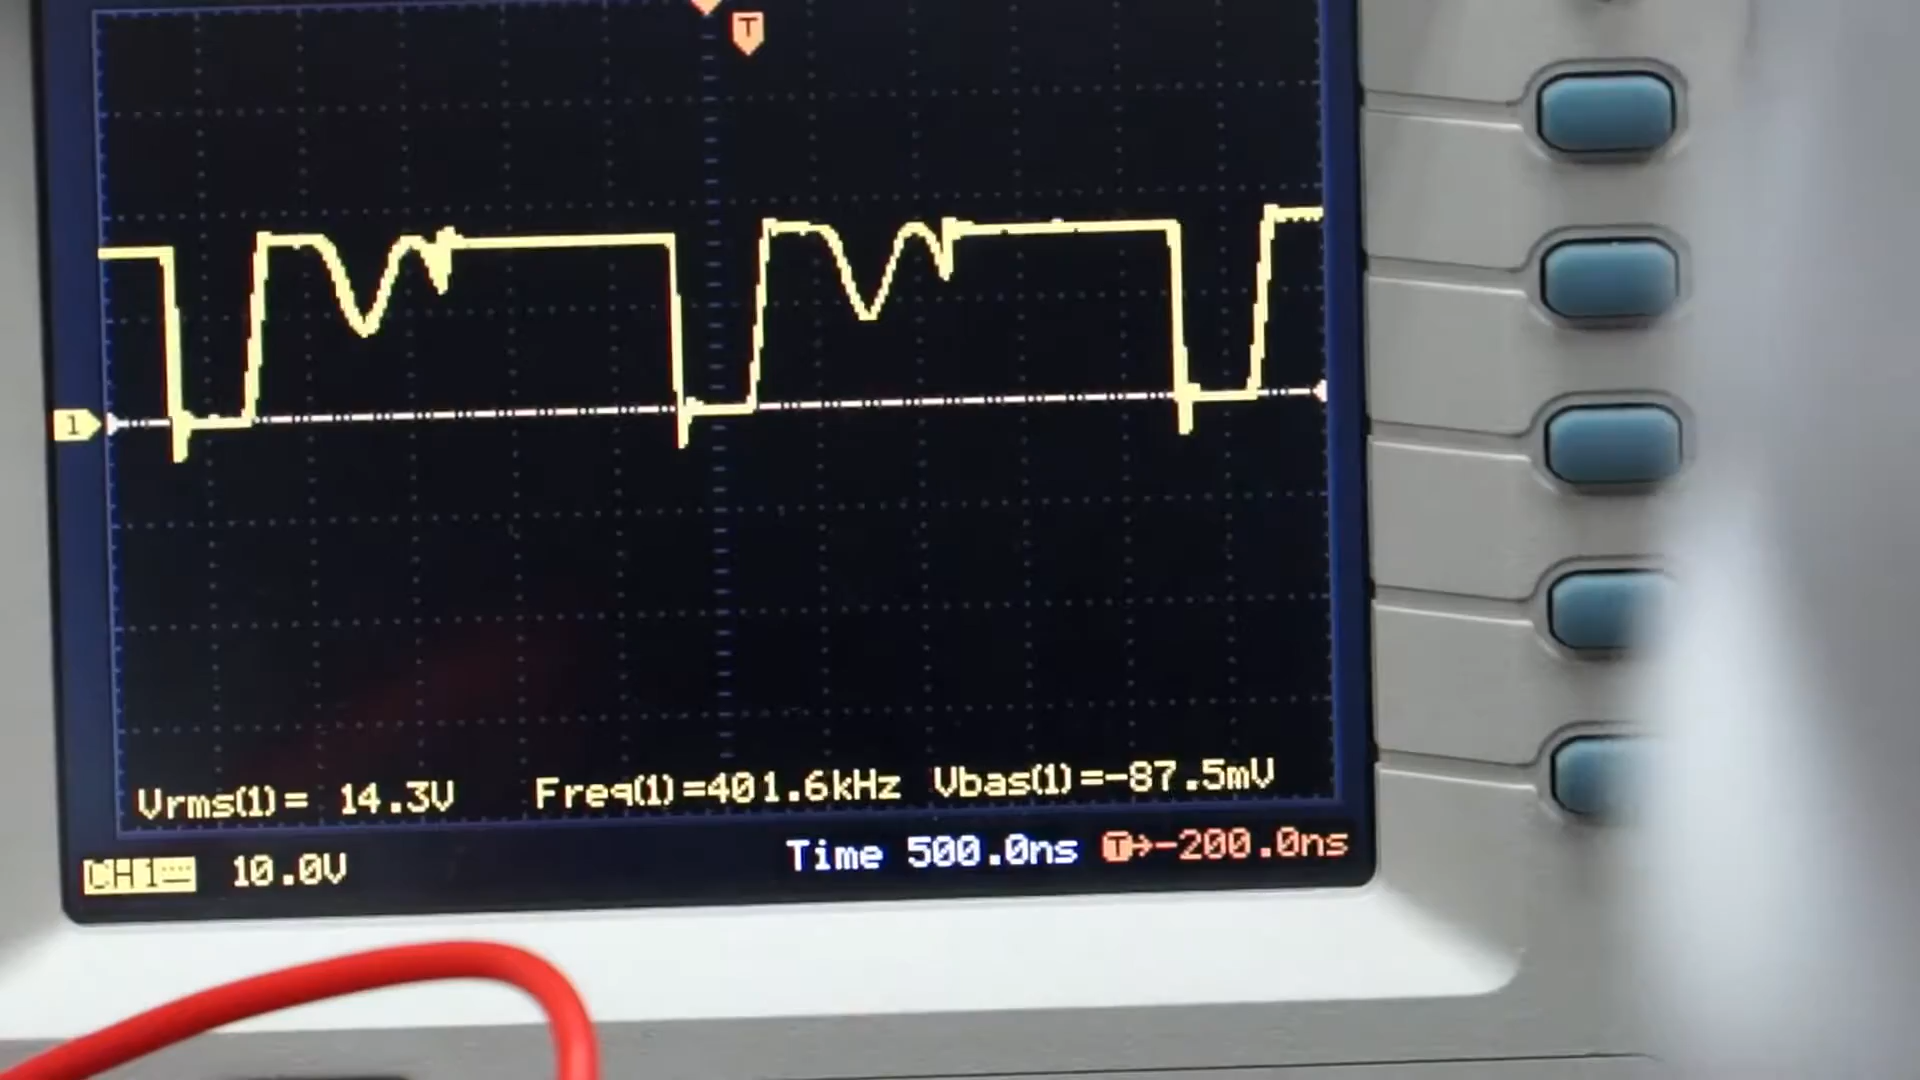 T
1
Vrms(1)= 14.3V Freq(1)=401.6kHz Vbas(1)=-87.5mV
CH1 10.0V Time 500.0ns T→-200.0ns